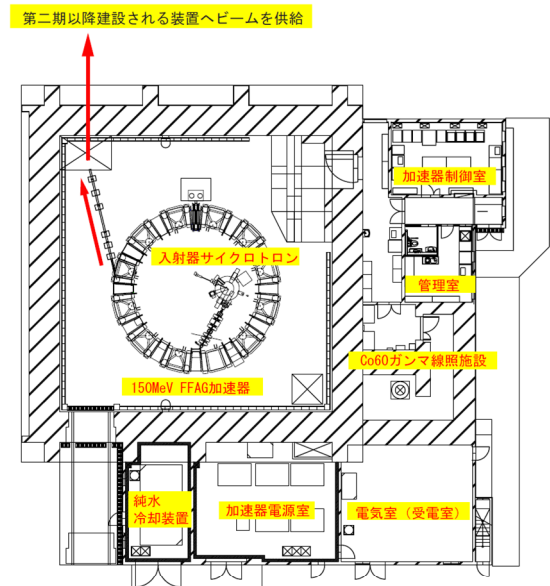 第二期以降建設される装置へビームを供給
加速器制御室
入射器サイクロトロン
管理室
Co60ガンマ線照施設
150MeV FFAG加速器
純水
冷却装置
加速器電源室
電気室（受電室）